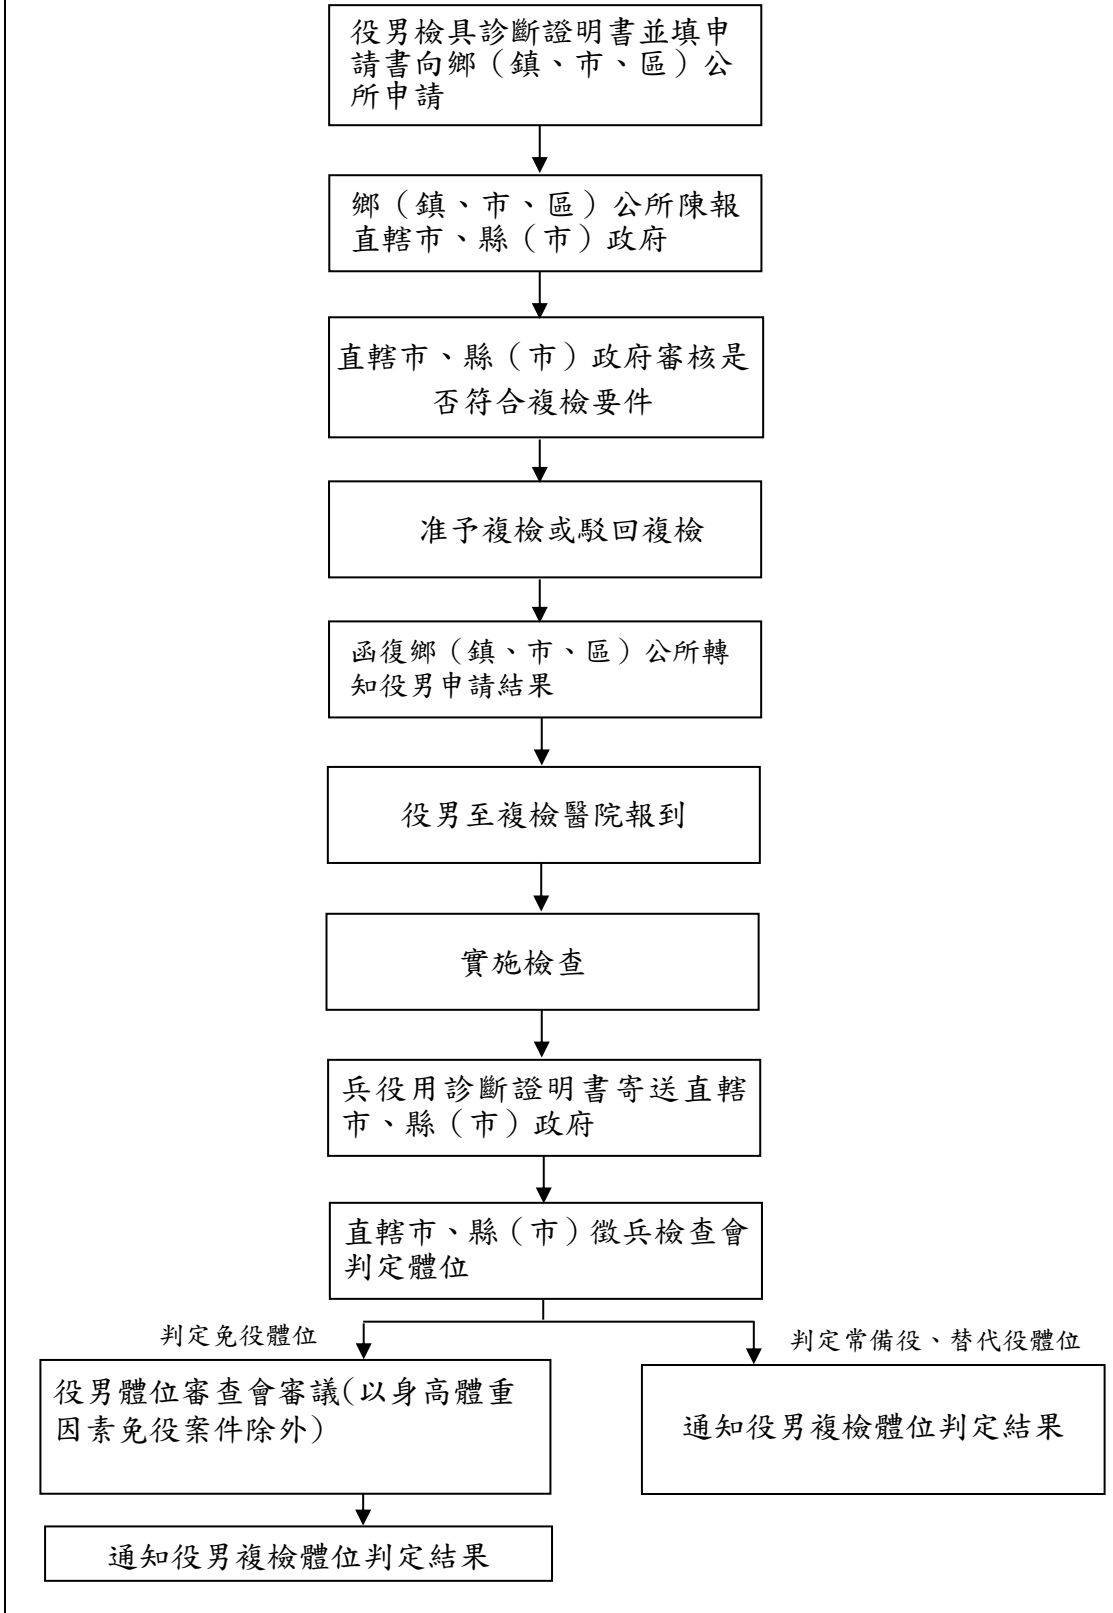 役男檢具診斷證明書並填申
請書向鄉（鎮、市、區）公
所申請
鄉（鎮、市、區）公所陳報
直轄市、縣（市）政府
直轄市、縣（市）政府審核是
否符合複檢要件
准予複檢或駁回複檢
函復鄉（鎮、市、區）公所轉
知役男申請結果
役男至複檢醫院報到
實施檢查
兵役用診斷證明書寄送直轄
市、縣（市）政府
直轄市、縣（市）徵兵檢查會
判定體位
判定免役體位
判定常備役、替代役體位
役男體位審查會審議(以身高體重
因素免役案件除外)
通知役男複檢體位判定結果
通知役男複檢體位判定結果